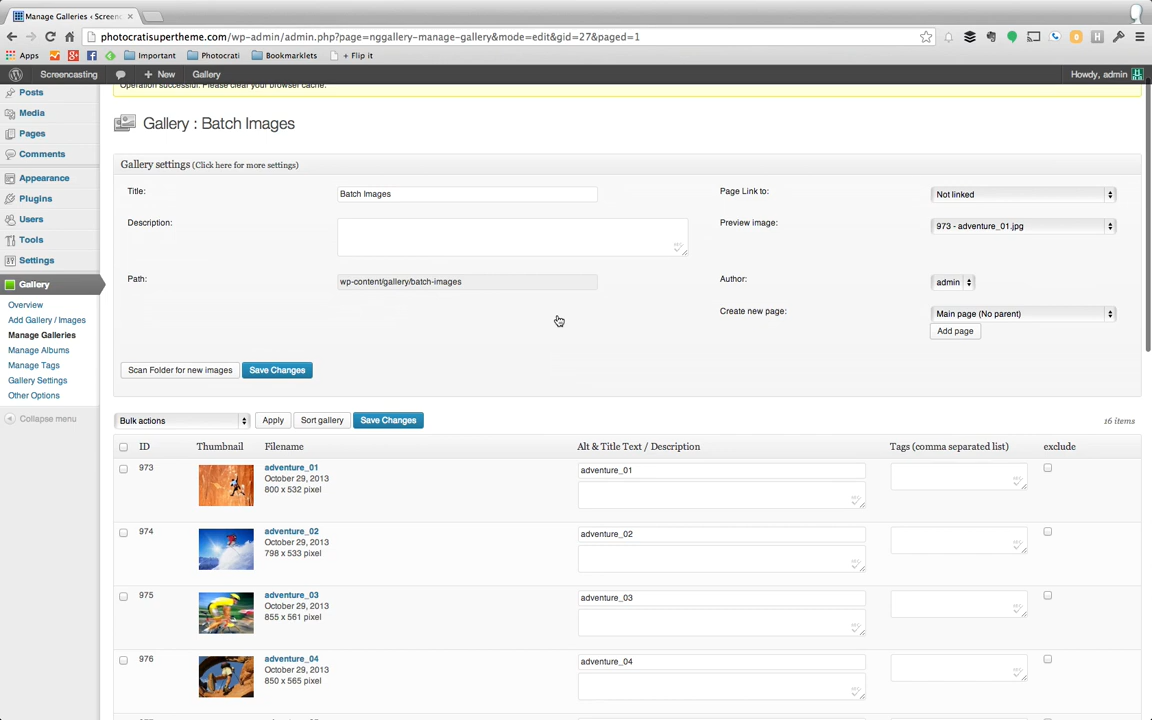 Manage Galleries ‹ Screenc
photocratisupertheme.com/wp-admin/admin.php?page=nggallery-manage-gallery&mode=edit&gid=27&paged=1
Apps Important Photocrati Bookmarklets + Flip it
Screencasting + New Gallery Howdy, admin
Operation successful. Please clear your browser cache.
Posts
Media
Pages
Comments
Appearance
Plugins
Users
Tools
Settings
Gallery
Overview
Add Gallery / Images
Manage Galleries
Manage Albums
Manage Tags
Gallery Settings
Other Options
Collapse menu
Gallery : Batch Images
Gallery settings (Click here for more settings)
Title: Batch Images Page Link to: Not linked
Description: Preview image: 973 - adventure_01.jpg
Path: wp-content/gallery/batch-images Author: admin
Create new page: Main page (No parent)
Add page
Scan Folder for new images Save Changes
Bulk actions Apply Sort gallery Save Changes 16 items
ID Thumbnail Filename Alt & Title Text / Description Tags (comma separated list) exclude
973 adventure_01 adventure_01
October 29, 2013
800 x 532 pixel
974 adventure_02 adventure_02
October 29, 2013
798 x 533 pixel
975 adventure_03 adventure_03
October 29, 2013
855 x 561 pixel
976 adventure_04 adventure_04
October 29, 2013
850 x 565 pixel